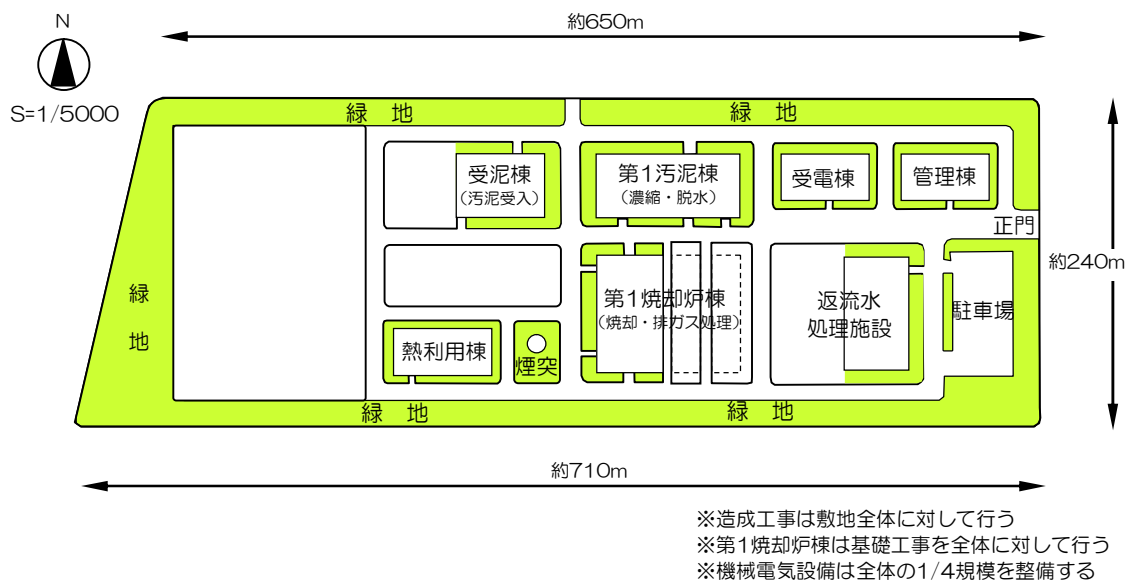 N
約650m
S=1/5000
緑 地
緑 地
受泥棟
（汚泥受入）
第1汚泥棟
（濃縮・脱水）
受電棟
管理棟
正門
約240m
緑
地
第1焼却炉棟
（焼却・排ガス処理）
返流水
処理施設
駐車場
熱利用棟
煙突
緑 地
緑 地
約710m
※造成工事は敷地全体に対して行う
※第1焼却炉棟は基礎工事を全体に対して行う
※機械電気設備は全体の1/4規模を整備する